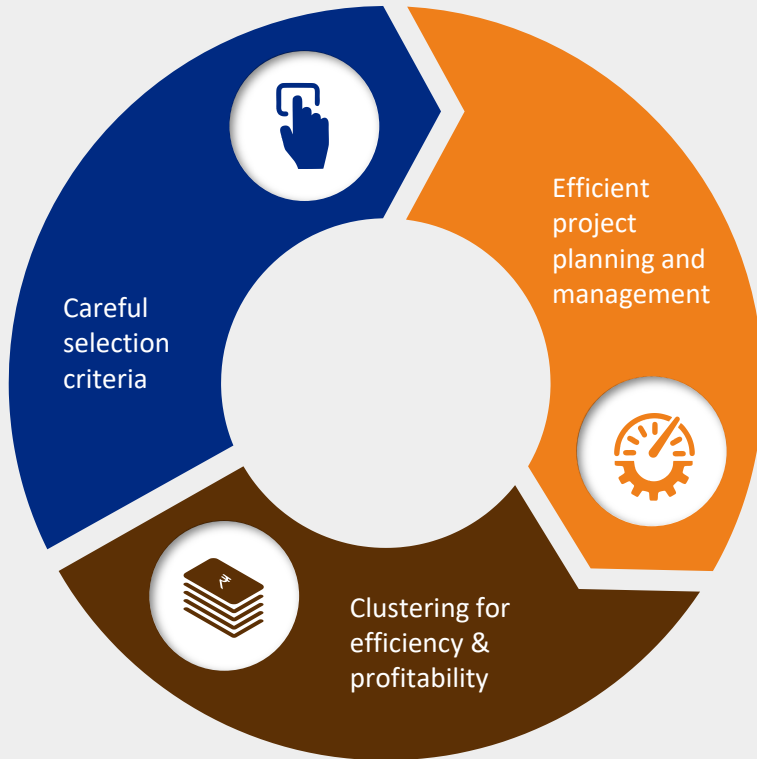 Careful
selection
criteria
Efficient
project
planning and
management
Clustering for
efficiency &
profitability